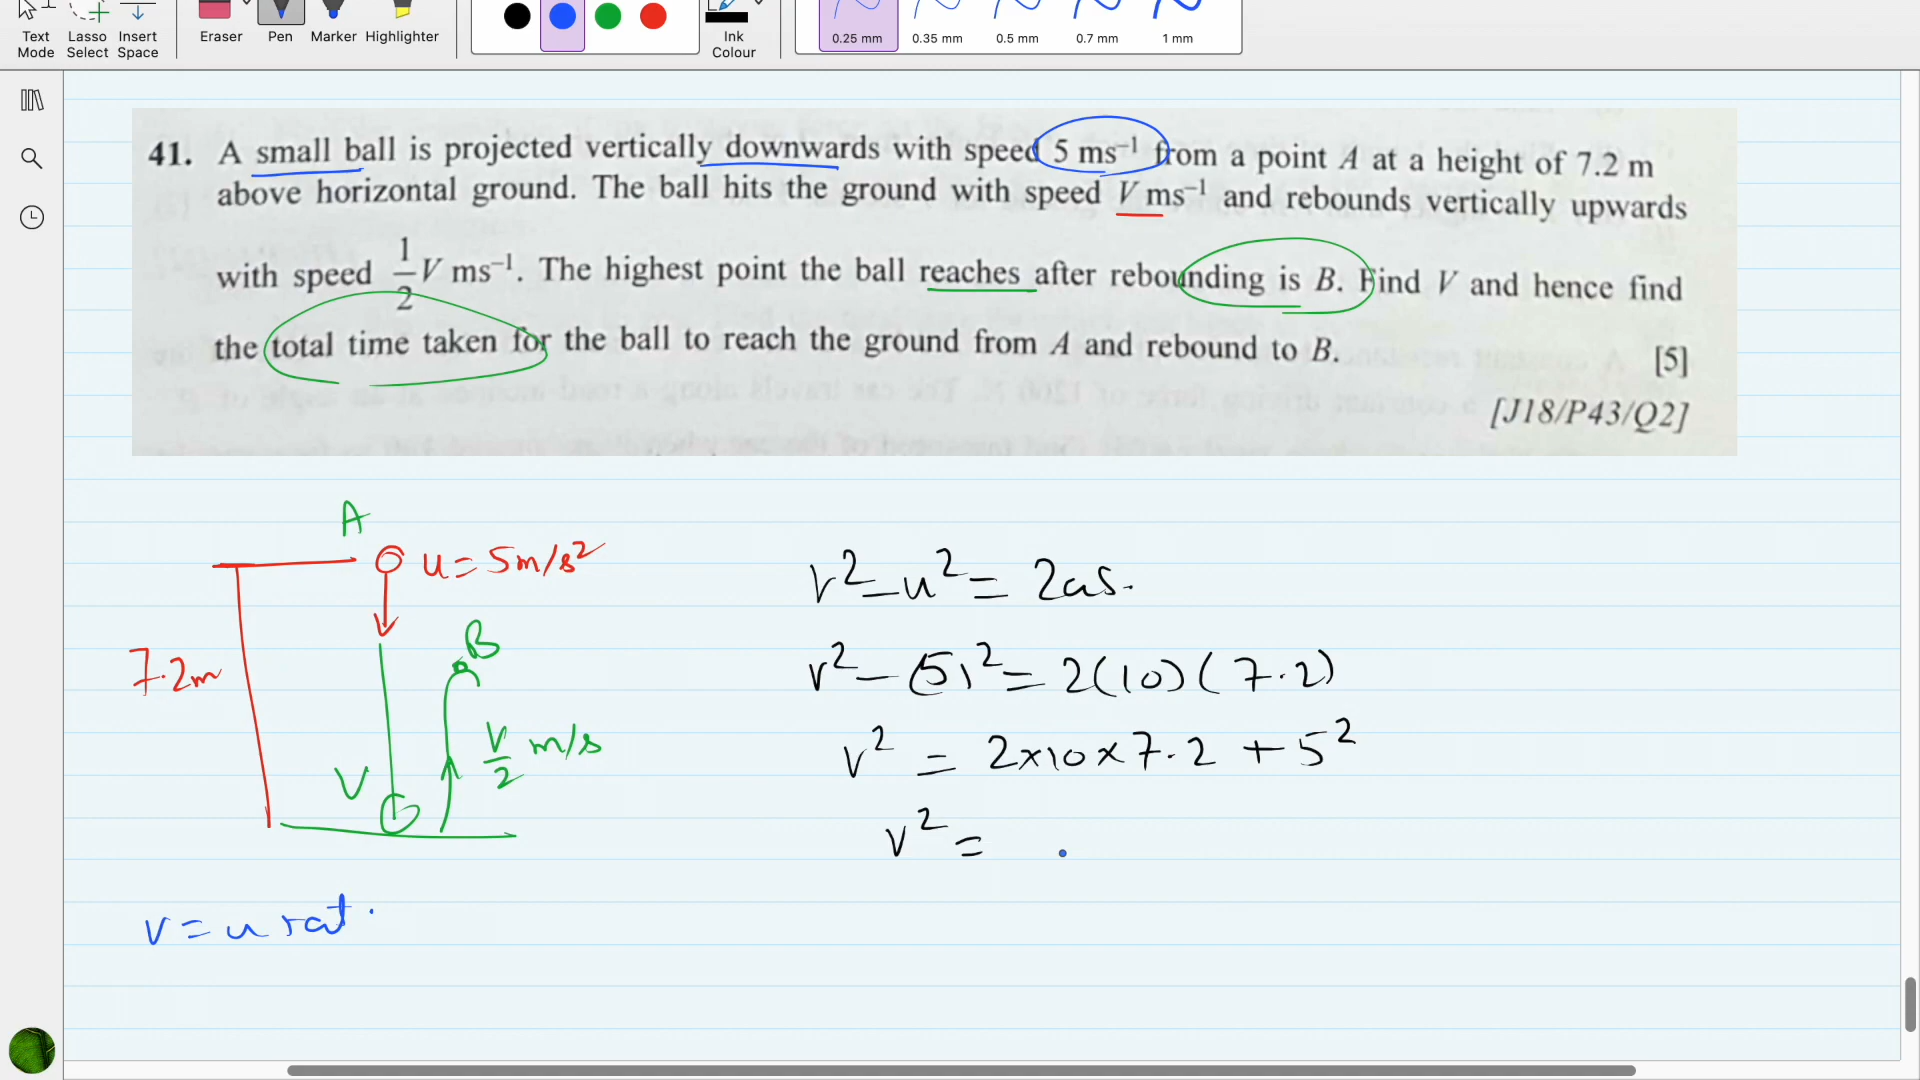 Text Mode
Lasso Select
Insert Space
Eraser
Pen
Marker
Highlighter
Ink Colour
0.25 mm
0.35 mm
0.5 mm
0.7 mm
1 mm
41. A small ball is projected vertically downwards with speed 5 ms⁻¹ from a point A at a height of 7.2 m
above horizontal ground. The ball hits the ground with speed V ms⁻¹ and rebounds vertically upwards
with speed 1/2 V ms⁻¹. The highest point the ball reaches after rebounding is B. Find V and hence find
the total time taken for the ball to reach the ground from A and rebound to B. [5]
[J18/P43/Q2]
A
u = 5m/s²
7.2m
B
V/2 m/s
V
v = u+at.
v² - u² = 2as.
v² - (5)² = 2(10)(7.2)
v² = 2×10×7.2 + 5²
v² =